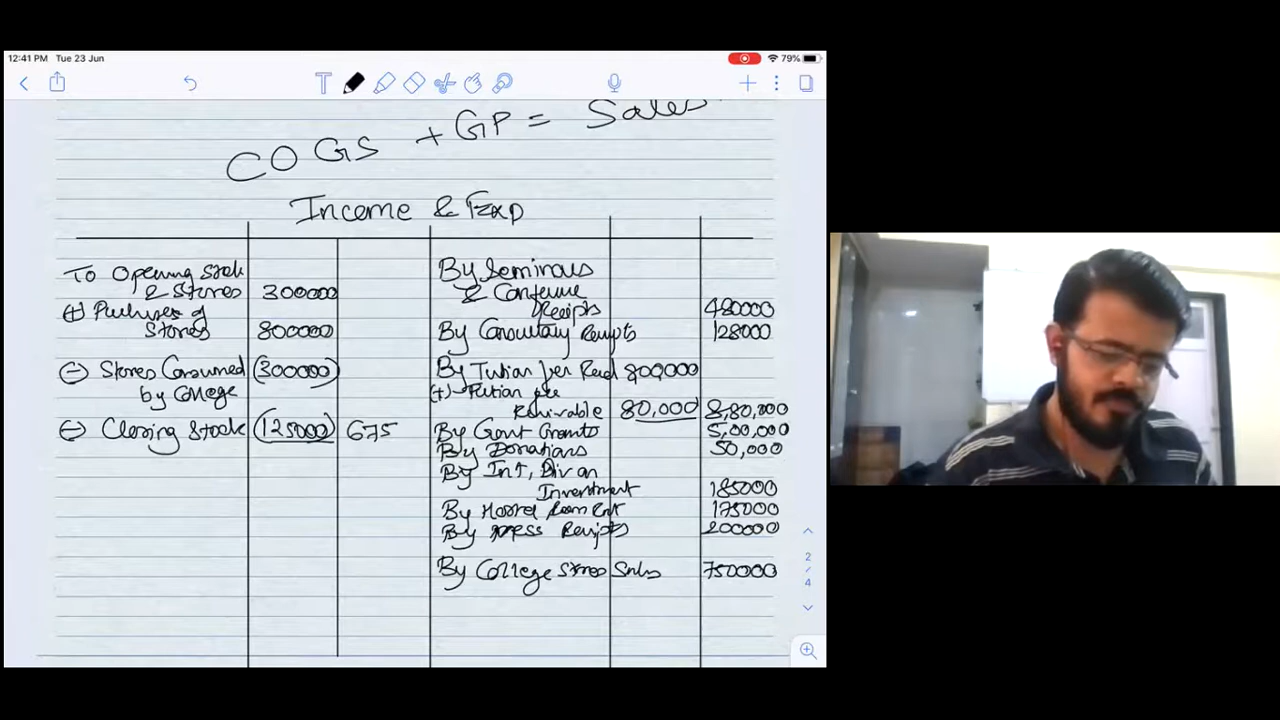 12:41 PM Tue 23 Jun
79%
T
COGS + GP = Sales
Income & Exp
To Opening Stock
& Stores 300000
(+) Purchases of
Stores 800000
(-) Stores Consumed (300000)
by College
(-) Closing Stock (125000) 675
By Seminars
& Conference
Receipts 480000
By Consultancy Receipts 128000
By Tution fee Recd 800000
(+) Tution fee
Receivable 80,000 8,80,000
By Govt Grants 5,00,000
By Donations 50,000
By Int, Div on
Investment 185000
By Hostel Room Rent 175000
By Mess Receipts 200000
By College Stores Sales 750000
2
/
4